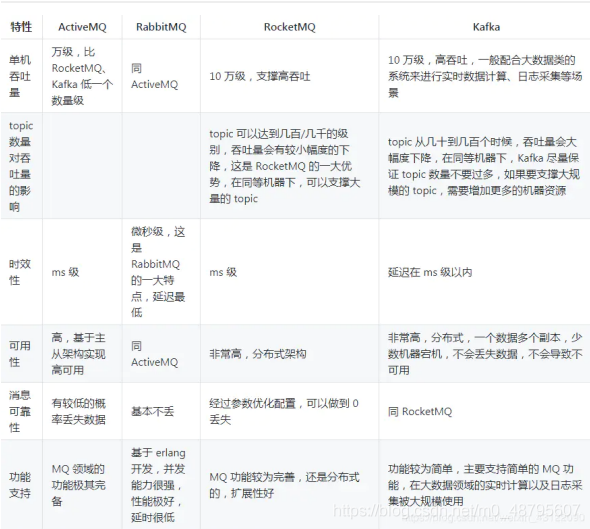 特性 ActiveMQ RabbitMQ RocketMQ Kafka
单机
吞吐
量
万级，比
RocketMQ、
Kafka 低一个
数量级
同
ActiveMQ
10 万级，支撑高吞吐
10 万级，高吞吐，一般配合大数据类的
系统来进行实时数据计算、日志采集等场
景
topic
数量
对吞
吐量
的影
响
topic 可以达到几百/几千的级
别，吞吐量会有较小幅度的下
降，这是 RocketMQ 的一大优
势，在同等机器下，可以支撑大
量的 topic
topic 从几十到几百个时候，吞吐量会大
幅度下降，在同等机器下，Kafka 尽量保
证 topic 数量不要过多，如果要支撑大规
模的 topic，需要增加更多的机器资源
时效
性
ms 级
微秒级，这
是
RabbitMQ
的一大特
点，延迟最
低
ms 级
延迟在 ms 级以内
可用
性
高，基于主
从架构实现
高可用
同
ActiveMQ
非常高，分布式架构
非常高，分布式，一个数据多个副本，少
数机器宕机，不会丢失数据，不会导致不
可用
消息
可靠
性
有较低的概
率丢失数据
基本不丢
经过参数优化配置，可以做到 0
丢失
同 RocketMQ
功能
支持
MQ 领域的
功能极其完
备
基于 erlang
开发，并发
能力很强，
性能极好，
延时很低
MQ 功能较为完善，还是分布式
的，扩展性好
功能较为简单，主要支持简单的 MQ 功
能，在大数据领域的实时计算以及日志采
集被大规模使用
https://blog.csdn.net/m0_48795607